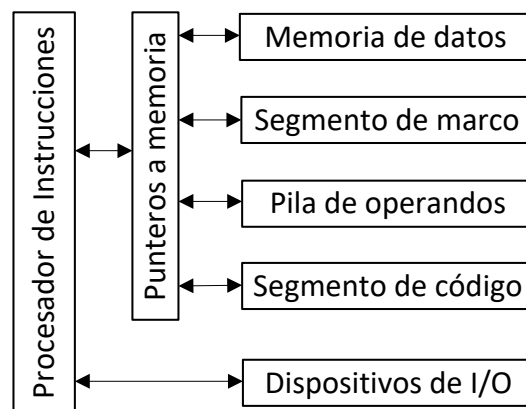 Procesador de Instrucciones
Punteros a memoria
Memoria de datos
Segmento de marco
Pila de operandos
Segmento de código
Dispositivos de I/O